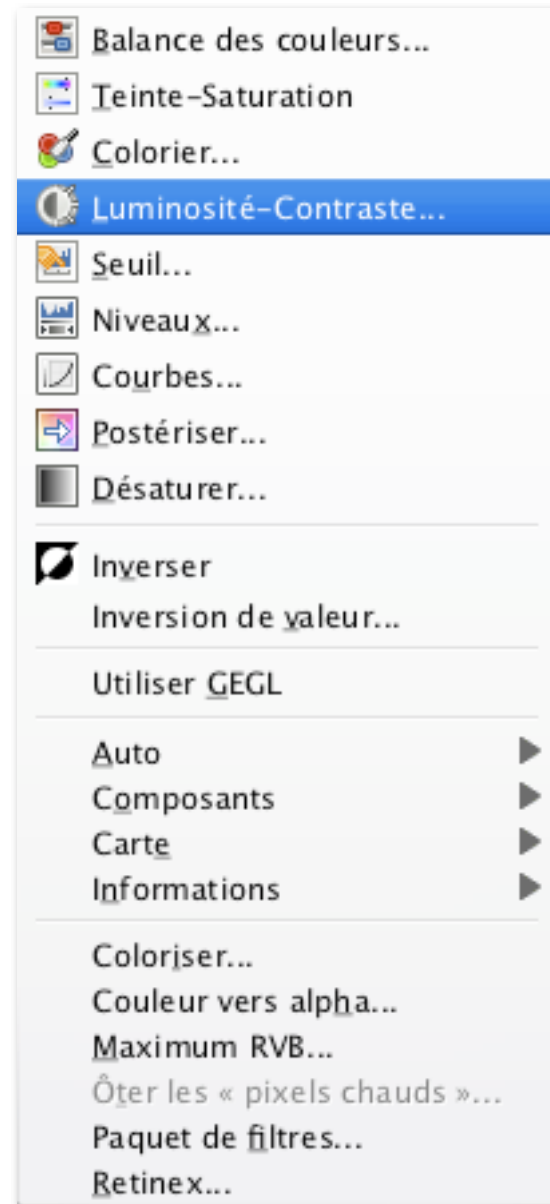 Balance des couleurs...
Teinte-Saturation
Colorier...
Luminosité-Contraste...
Seuil...
Niveaux...
Courbes...
Postériser...
Désaturer...
Inverser
Inversion de valeur...
Utiliser GEGL
Auto
Composants
Carte
Informations
Coloriser...
Couleur vers alpha...
Maximum RVB...
Ôter les « pixels chauds »...
Paquet de filtres...
Retinex...